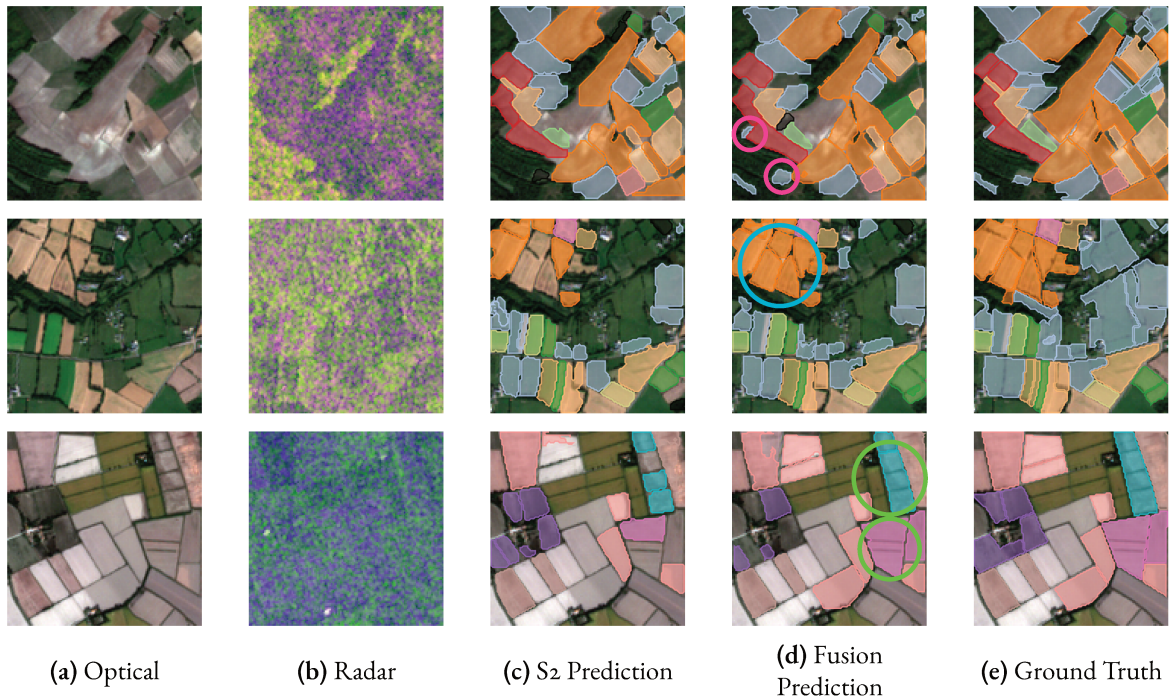 (a) Optical
(b) Radar
(c) S2 Prediction
(d) Fusion
Prediction
(e) Ground Truth